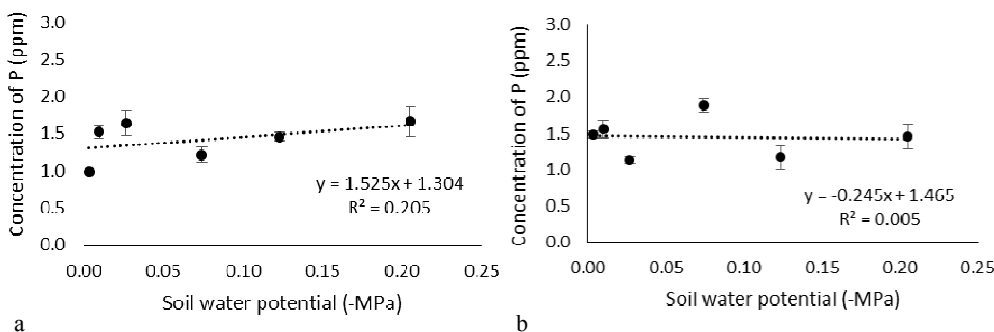 Concentration of P (ppm)
3.0
2.5
2.0
1.5
1.0
0.5
0.0
y = 1.525x + 1.304
R² = 0.205
0.00 0.05 0.10 0.15 0.20 0.25
Soil water potential (-MPa)
a
Concentration of P (ppm)
3.0
2.5
2.0
1.5
1.0
0.5
0.0
y = -0.245x + 1.465
R² = 0.005
0.00 0.05 0.10 0.15 0.20 0.25
Soil water potential (-MPa)
b